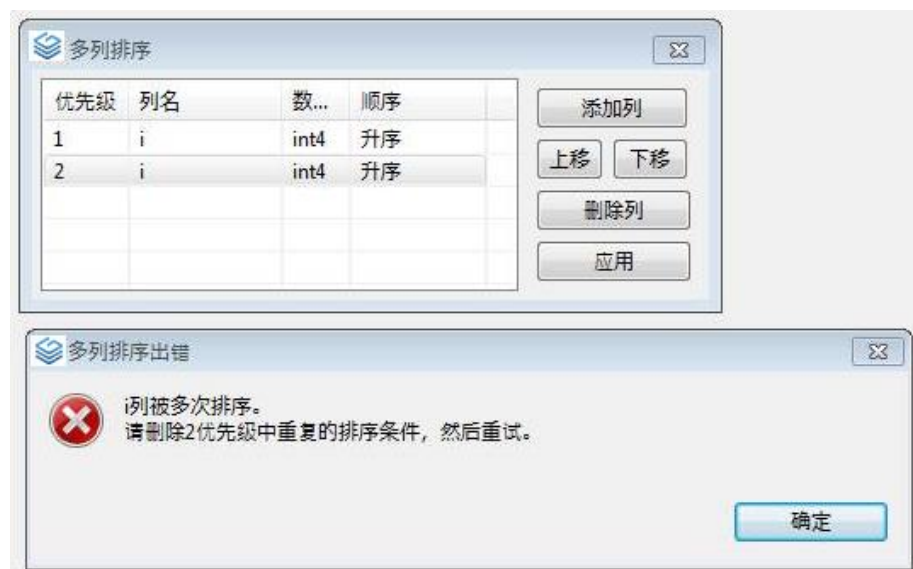 多列排序
优先级 列名 数... 顺序
1 i int4 升序
2 i int4 升序
添加列
上移 下移
删除列
应用
多列排序出错
i列被多次排序。
请删除2优先级中重复的排序条件，然后重试。
确定